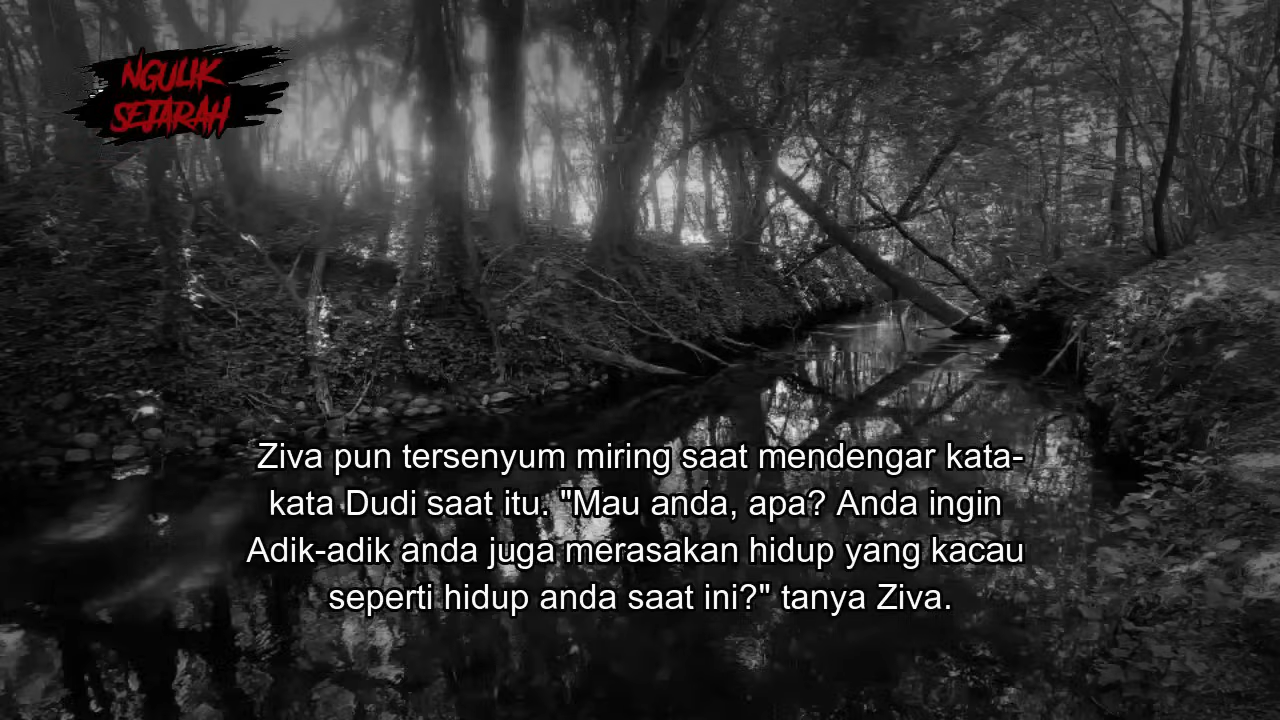 NGULIK
SEJARAH
Ziva pun tersenyum miring saat mendengar kata-
kata Dudi saat itu. "Mau anda, apa? Anda ingin
Adik-adik anda juga merasakan hidup yang kacau
seperti hidup anda saat ini?" tanya Ziva.